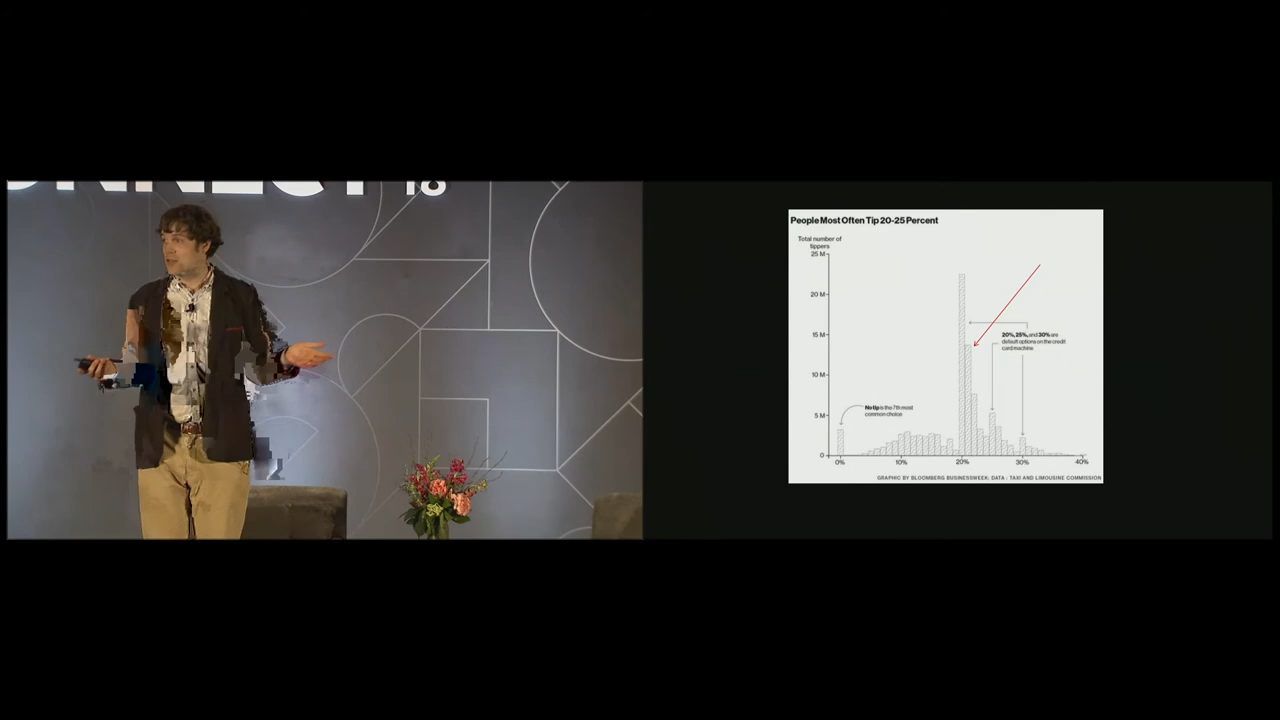 CONNECT 18
People Most Often Tip 20-25 Percent
Total number of
tippers
25 M
20 M
15 M
10 M
5 M
0
No tip is the 7th most
common choice
20%, 25%, and 30% are
default options on the credit
card machine
0%
10%
20%
30%
40%
GRAPHIC BY BLOOMBERG BUSINESSWEEK; DATA : TAXI AND LIMOUSINE COMMISSION